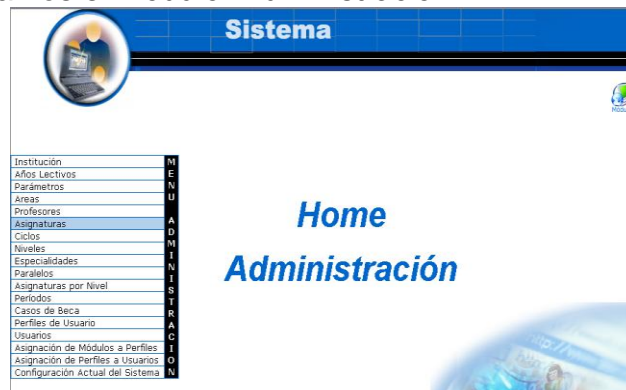 Sistema
Institución
Años Lectivos
Parámetros
Areas
Profesores
Asignaturas
Ciclos
Niveles
Especialidades
Paralelos
Asignaturas por Nivel
Períodos
Casos de Beca
Perfiles de Usuario
Usuarios
Asignación de Módulos a Perfiles
Asignación de Perfiles a Usuarios
Configuración Actual del Sistema
MENU ADMINISTRACION
Home
Administración
http://